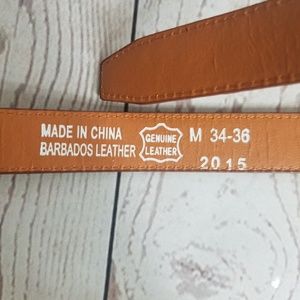 MADE IN CHINA
BARBADOS LEATHER
GENUINE
LEATHER
M 34-36
2015